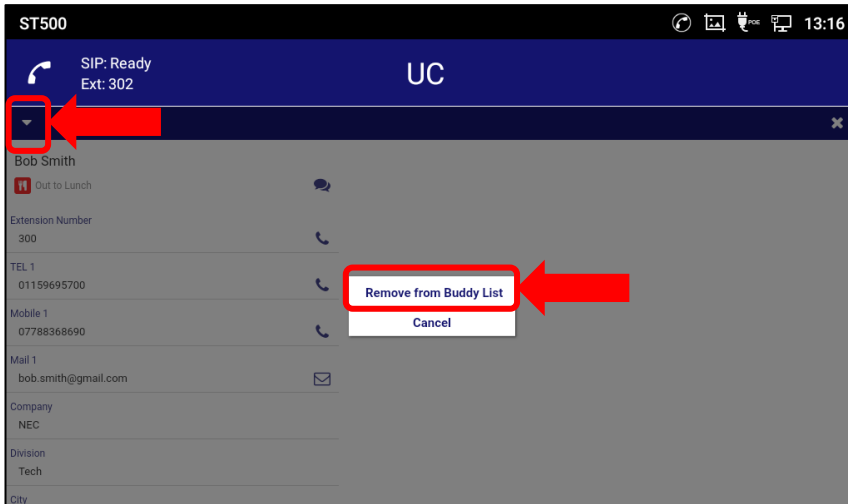 ST500
POE
13:16
SIP: Ready
Ext: 302
UC
Bob Smith
Out to Lunch
Extension Number
300
TEL 1
01159695700
Mobile 1
07788368690
Mail 1
bob.smith@gmail.com
Company
NEC
Division
Tech
City
Remove from Buddy List
Cancel